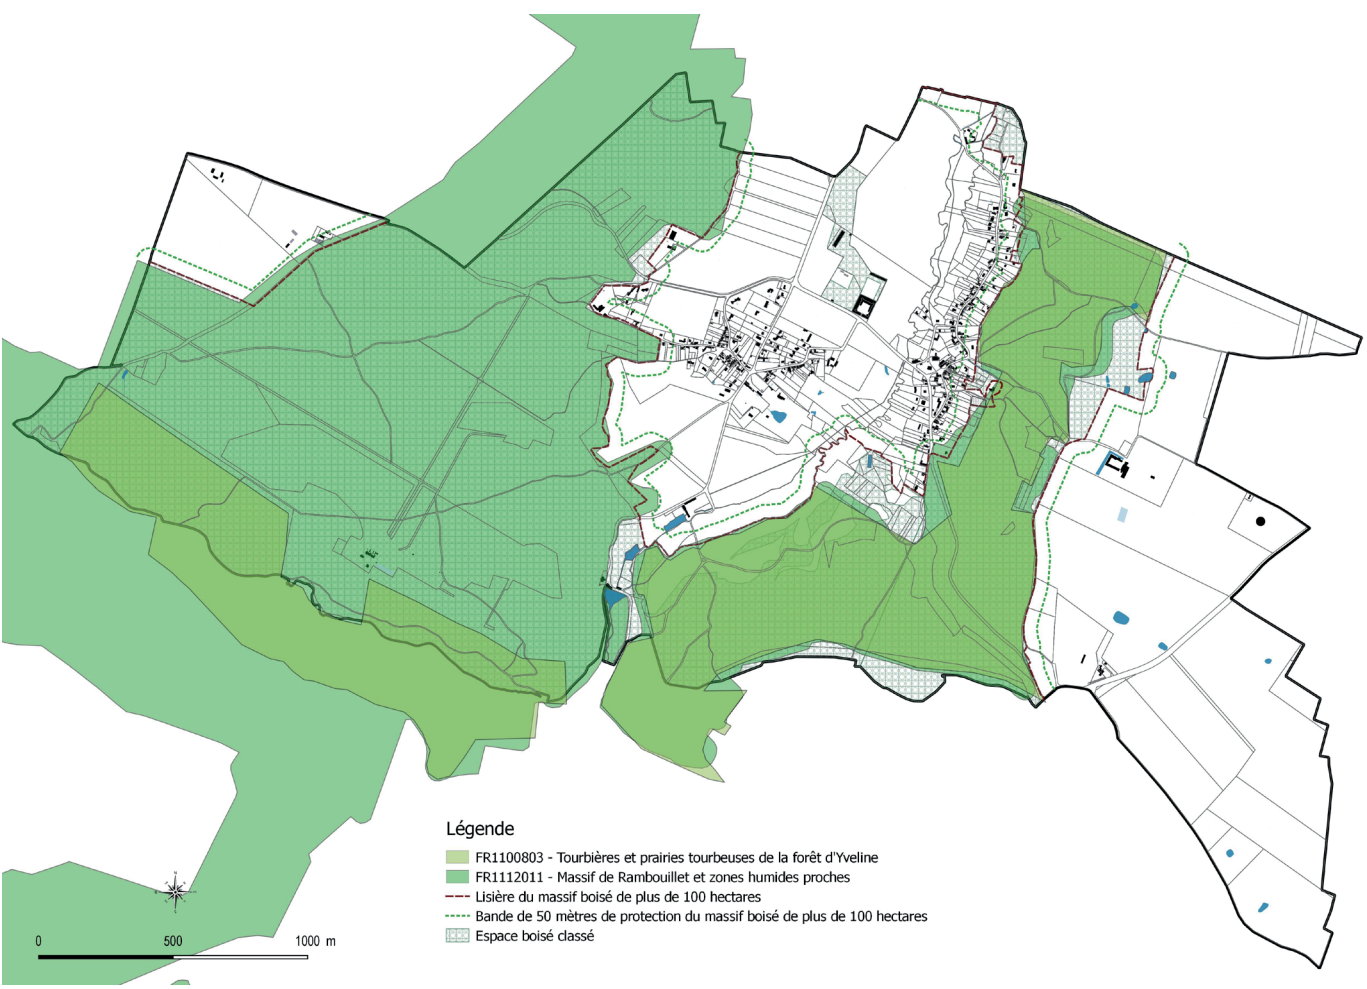 Légende
FR1100803 - Tourbières et prairies tourbeuses de la forêt d'Yveline
FR1112011 - Massif de Rambouillet et zones humides proches
Lisière du massif boisé de plus de 100 hectares
Bande de 50 mètres de protection du massif boisé de plus de 100 hectares
Espace boisé classé
0 500 1000 m